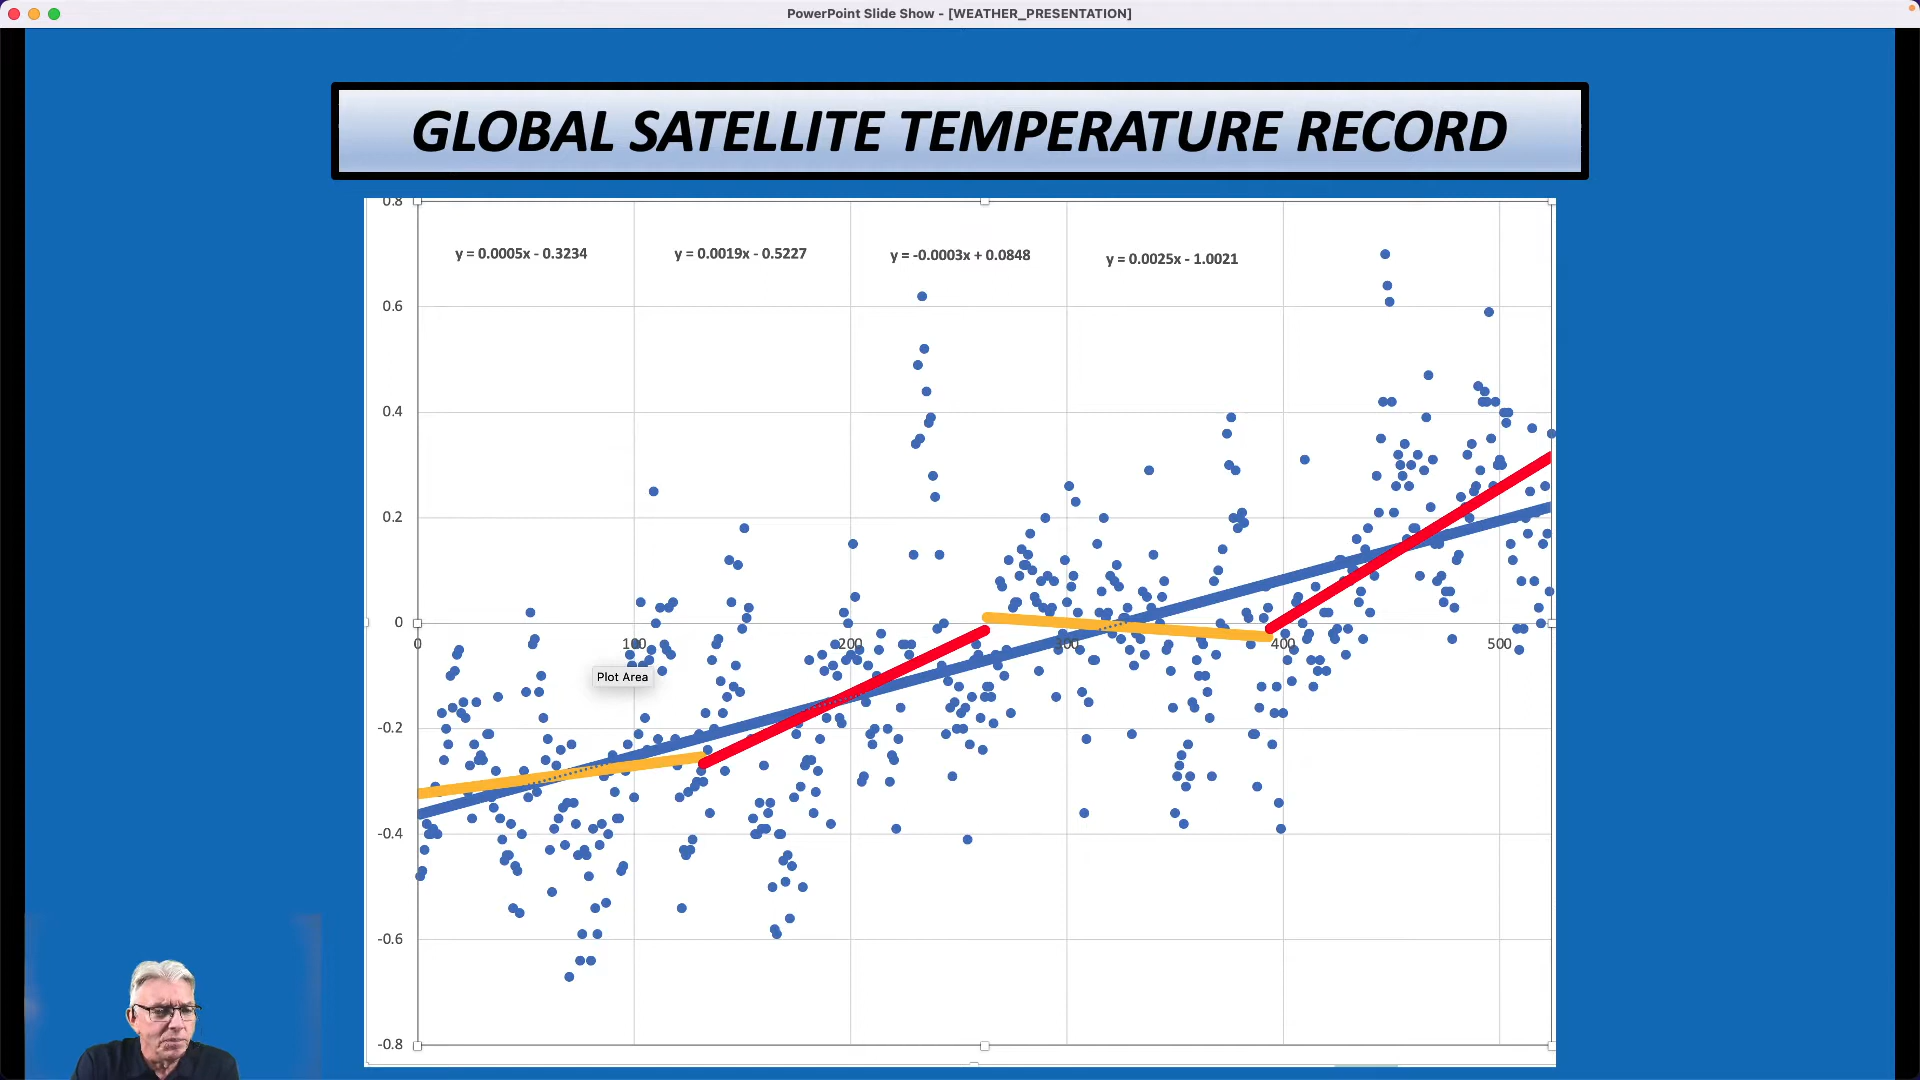 PowerPoint Slide Show - [WEATHER_PRESENTATION]
GLOBAL SATELLITE TEMPERATURE RECORD
0.8
y = 0.0005x - 0.3234 y = 0.0019x - 0.5227 y = -0.0003x + 0.0848 y = 0.0025x - 1.0021
0.6
0.4
0.2
0
0 100 200 300 400 500
Plot Area
-0.2
-0.4
-0.6
-0.8